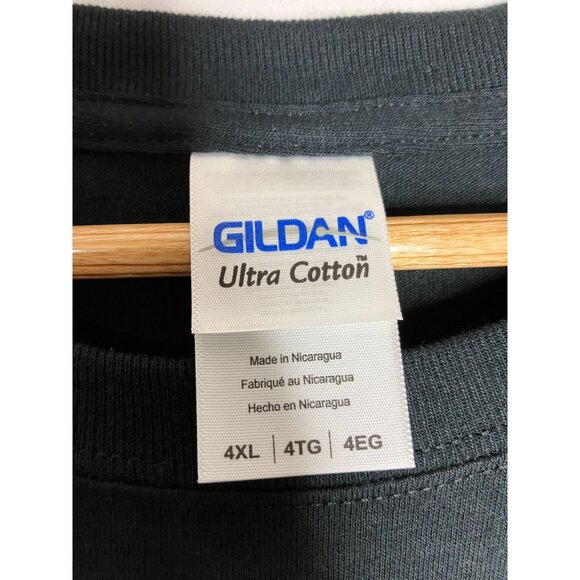 GILDAN®
Ultra Cotton™
Made in Nicaragua
Fabriqué au Nicaragua
Hecho en Nicaragua
4XL | 4TG | 4EG